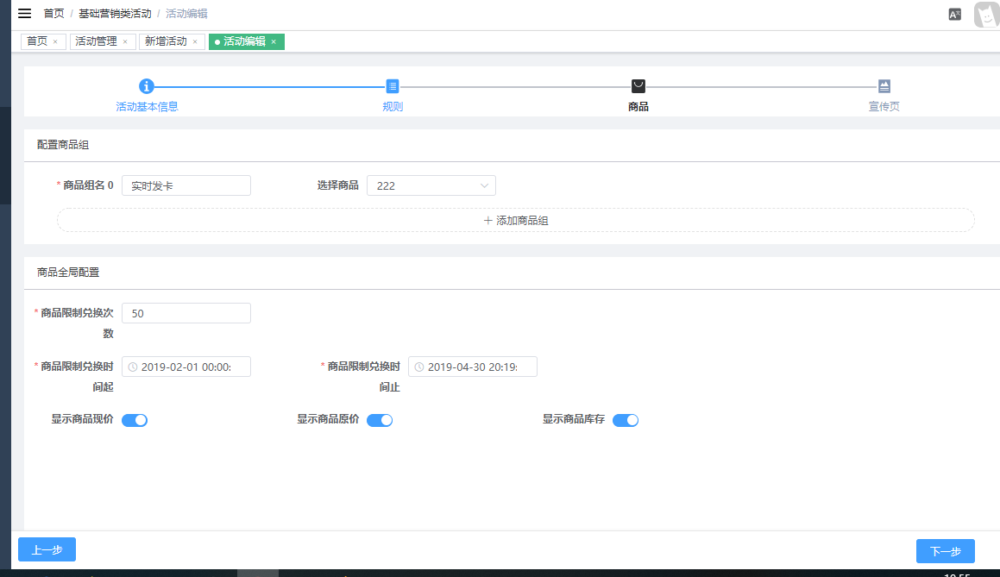 首页 / 基础营销类活动 / 活动编辑
首页 × 活动管理 × 新增活动 × 活动编辑 ×
活动基本信息 规则 商品 宣传页
配置商品组
* 商品组名 0 实时发卡 选择商品 222
+ 添加商品组
商品全局配置
* 商品限制兑换次
数
50
* 商品限制兑换时
间起
2019-02-01 00:00:
* 商品限制兑换时
间止
2019-04-30 20:19:
显示商品现价 显示商品原价 显示商品库存
上一步 下一步